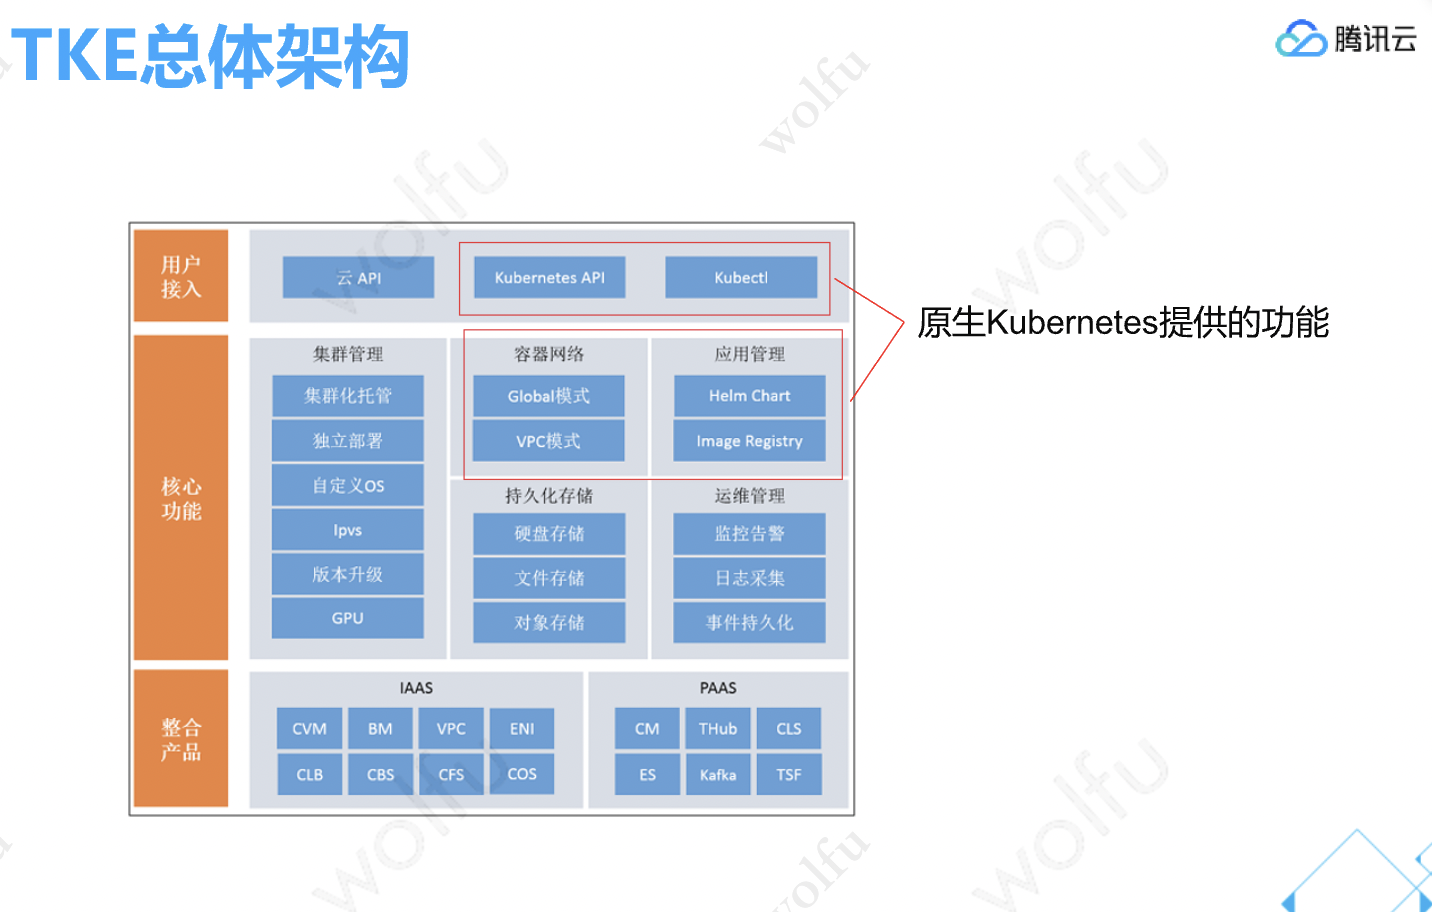 TKE总体架构
腾讯云
用户
接入
云 API
Kubernetes API
Kubectl
原生Kubernetes提供的功能
核心
功能
集群管理
集群化托管
独立部署
自定义OS
Ipvs
版本升级
GPU
容器网络
Global模式
VPC模式
应用管理
Helm Chart
Image Registry
持久化存储
硬盘存储
文件存储
对象存储
运维管理
监控告警
日志采集
事件持久化
整合
产品
IAAS
CVM BM VPC ENI
CLB CBS CFS COS
PAAS
CM THub CLS
ES Kafka TSF
wolfu
wolfu
wolfu
wolfu
wolfu
wolfu